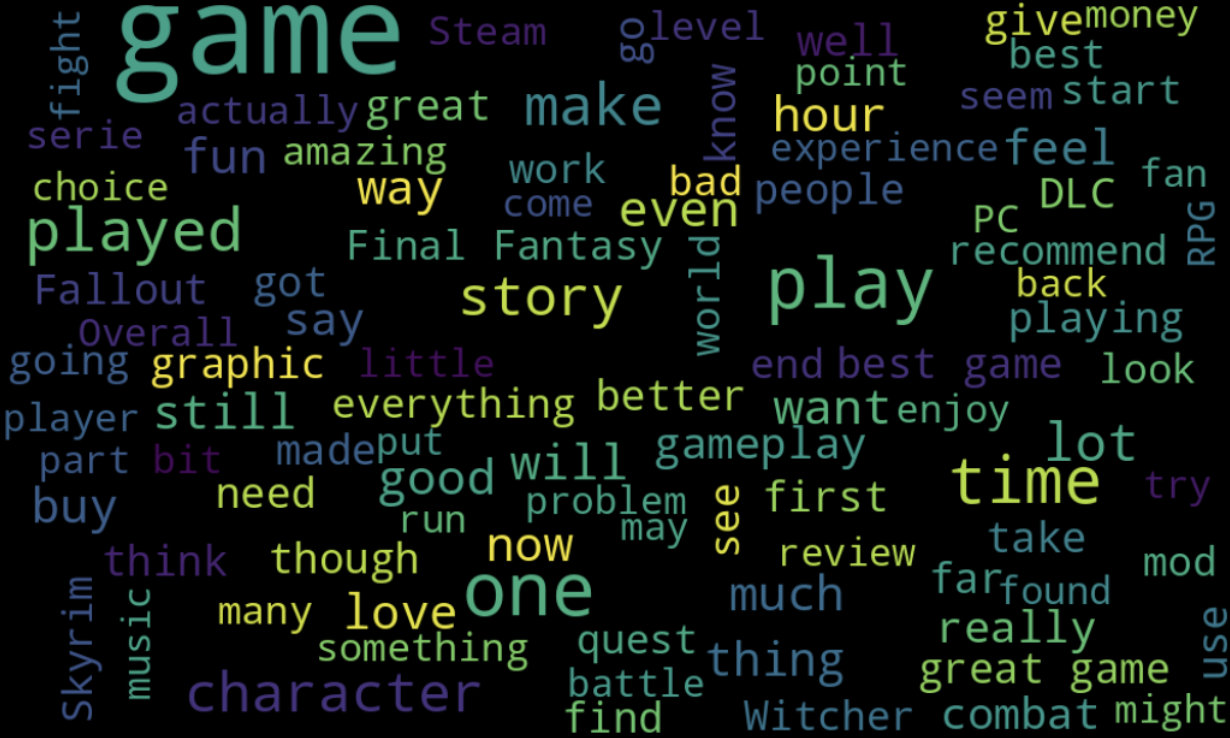 game
Steam
go
level
well
give
money
fight
best
point
actually
great
make
know
hour
seem
start
serie
fun
amazing
work
experience
feel
choice
way
come
bad
even
people
DLC
fan
played
Final Fantasy
world
PC
RPG
recommend
Fallout
got
say
story
play
back
playing
Overall
going
graphic
little
end
best game
look
player
still
everything
better
want
enjoy
part
bit
made
put
good
will
gameplay
lot
buy
need
run
problem
may
see
first
time
try
think
though
now
review
take
mod
Skyrim
music
many
love
one
much
far
found
something
quest
thing
really
use
character
battle
find
Witcher
great game
combat
might